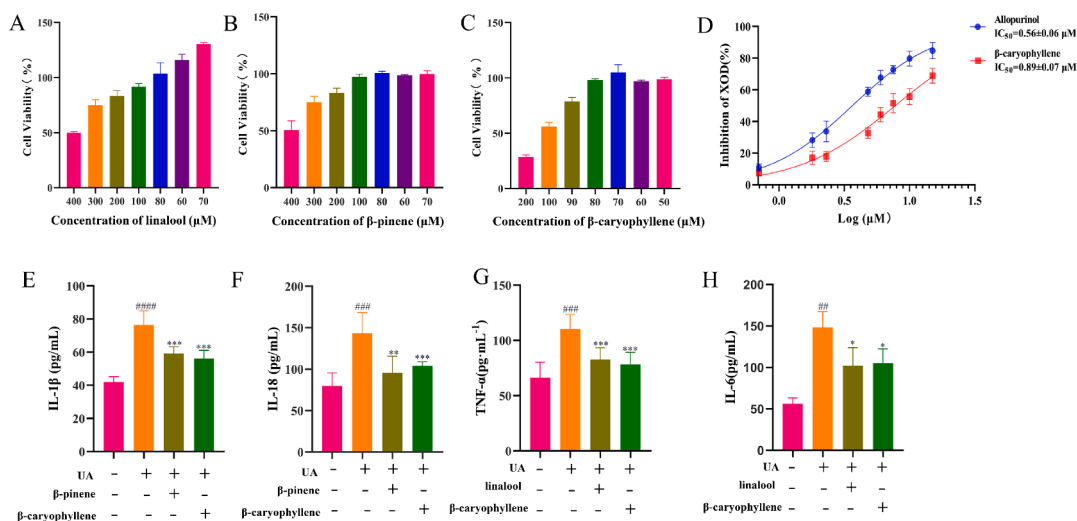 A
Cell Viability( %)
150
100
50
0
400 300 200 100 80 60 70
Concentration of linalool (μM)
B
Cell Viability( %)
150
100
50
0
400 300 200 100 80 60 70
Concentration of β-pinene (μM)
C
Cell Viability( %)
150
100
50
0
200 100 90 80 70 60 50
Concentration of β-caryophyllene (μM)
D
Inhibition of XOD(%)
100
80
60
40
20
0
0.0 0.5 1.0 1.5
Log (μM)
Allopurinol
IC50=0.56±0.06 μM
β-caryophyllene
IC50=0.89±0.07 μM
E
IL-1β (pg/mL)
100
80
60
40
20
0
####
***
***
UA − + + +
β-pinene − − + −
β-caryophyllene − − − +
F
IL-18 (pg/mL)
200
150
100
50
0
###
**
***
UA − + + +
β-pinene − − + −
β-caryophyllene − − − +
G
TNF-α(pg·mL⁻¹)
150
100
50
0
###
***
***
UA − + + +
linalool − − + −
β-caryophyllene − − − +
H
IL-6(pg/mL)
200
150
100
50
0
##
*
*
UA − + + +
linalool − − + −
β-caryophyllene − − − +